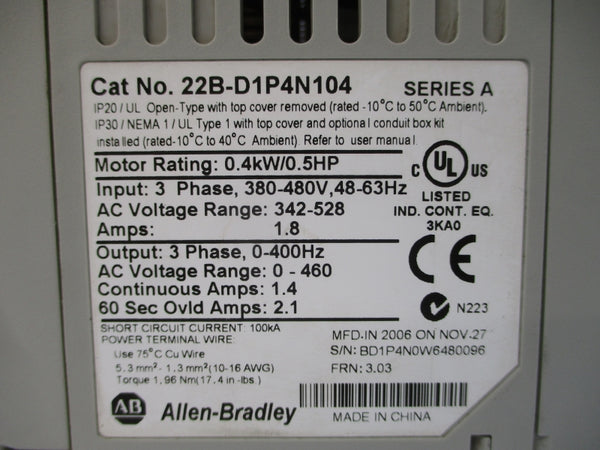 Cat No. 22B-D1P4N104 SERIES A
IP20 / UL Open-Type with top cover removed (rated -10°C to 50°C Ambient).
IP30 / NEMA 1 / UL Type 1 with top cover and optional conduit box kit
installed (rated-10°C to 40°C Ambient). Refer to user manual.
Motor Rating: 0.4kW/0.5HP
Input: 3 Phase, 380-480V,48-63Hz
AC Voltage Range: 342-528
Amps: 1.8
C UL US
LISTED
IND. CONT. EQ.
3KA0
Output: 3 Phase, 0-400Hz
AC Voltage Range: 0 - 460
Continuous Amps: 1.4
60 Sec Ovld Amps: 2.1
CE
N223
SHORT CIRCUIT CURRENT: 100kA
POWER TERMINAL WIRE:
Use 75°C Cu Wire
5.3 mm² - 1.3 mm²(10-16 AWG)
Torque 1.96 Nm(17.4 in -lbs.)
MFD.IN 2006 ON NOV-27
S/N: BD1P4N0W6480096
FRN: 3.03
AB Allen-Bradley
MADE IN CHINA